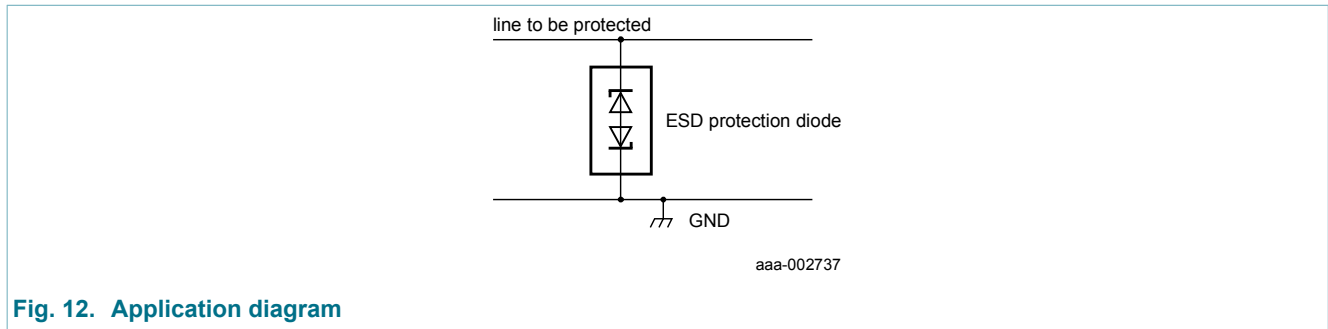 line to be protected
ESD protection diode
GND
aaa-002737
Fig. 12. Application diagram